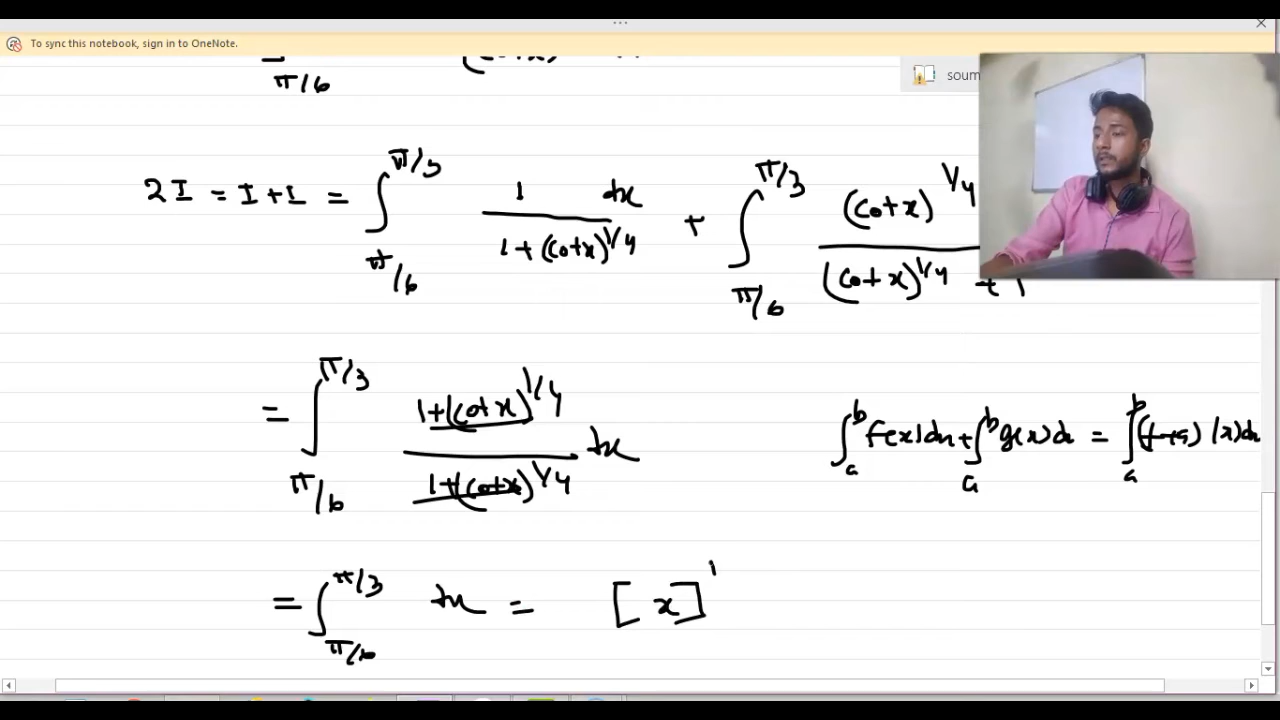 To sync this notebook, sign in to OneNote.
π/6
soum
2I = I + I = ∫_{π/6}^{π/3} 1/(1 + (cot x)^{1/4}) dx + ∫_{π/6}^{π/3} (cot x)^{1/4}/((cot x)^{1/4} + 1
= ∫_{π/6}^{π/3} (1+(cot x)^{1/4})/(1+(cot x)^{1/4}) dx
∫_a^b f(x)dx + ∫_a^b g(x)dx = ∫_a^b (f+g)(x)dx
= ∫_{π/6}^{π/3} dx = [x]